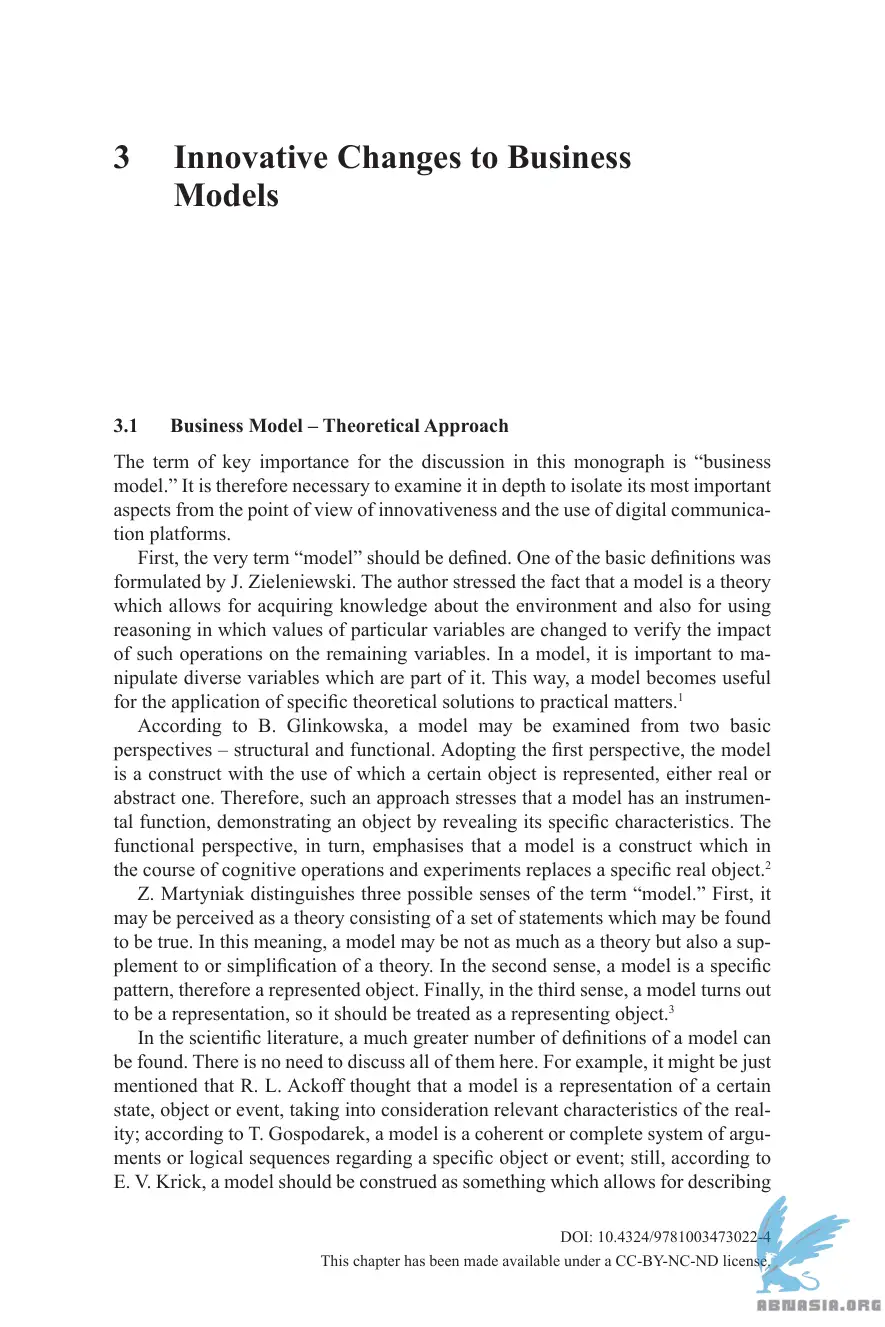 3 Innovative Changes to Business
Models
3.1 Business Model – Theoretical Approach
The term of key importance for the discussion in this monograph is “business
model.” It is therefore necessary to examine it in depth to isolate its most important
aspects from the point of view of innovativeness and the use of digital communica-
tion platforms.
First, the very term “model” should be defined. One of the basic definitions was
formulated by J. Zieleniewski. The author stressed the fact that a model is a theory
which allows for acquiring knowledge about the environment and also for using
reasoning in which values of particular variables are changed to verify the impact
of such operations on the remaining variables. In a model, it is important to ma-
nipulate diverse variables which are part of it. This way, a model becomes useful
for the application of specific theoretical solutions to practical matters.1
According to B. Glinkowska, a model may be examined from two basic
perspectives – structural and functional. Adopting the first perspective, the model
is a construct with the use of which a certain object is represented, either real or
abstract one. Therefore, such an approach stresses that a model has an instrumen-
tal function, demonstrating an object by revealing its specific characteristics. The
functional perspective, in turn, emphasises that a model is a construct which in
the course of cognitive operations and experiments replaces a specific real object.2
Z. Martyniak distinguishes three possible senses of the term “model.” First, it
may be perceived as a theory consisting of a set of statements which may be found
to be true. In this meaning, a model may be not as much as a theory but also a sup-
plement to or simplification of a theory. In the second sense, a model is a specific
pattern, therefore a represented object. Finally, in the third sense, a model turns out
to be a representation, so it should be treated as a representing object.3
In the scientific literature, a much greater number of definitions of a model can
be found. There is no need to discuss all of them here. For example, it might be just
mentioned that R. L. Ackoff thought that a model is a representation of a certain
state, object or event, taking into consideration relevant characteristics of the real-
ity; according to T. Gospodarek, a model is a coherent or complete system of argu-
ments or logical sequences regarding a specific object or event; still, according to
E. V. Krick, a model should be construed as something which allows for describing
DOI: 10.4324/9781003473022-4
This chapter has been made available under a CC-BY-NC-ND license.
ABNASIA.ORG